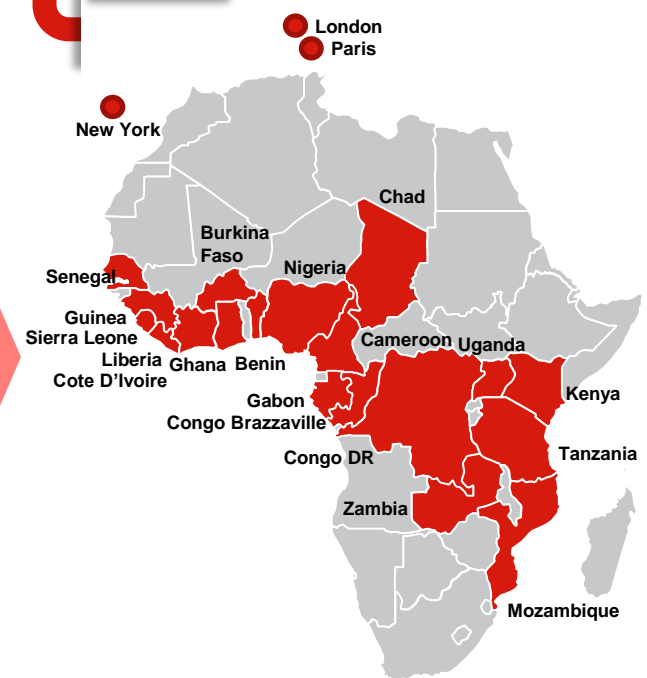 London
Paris
New York
Chad
Burkina
Faso
Nigeria
Senegal
Guinea
Sierra Leone
Liberia
Cote D'Ivoire
Ghana
Benin
Cameroon
Uganda
Gabon
Congo Brazzaville
Kenya
Congo DR
Tanzania
Zambia
Mozambique